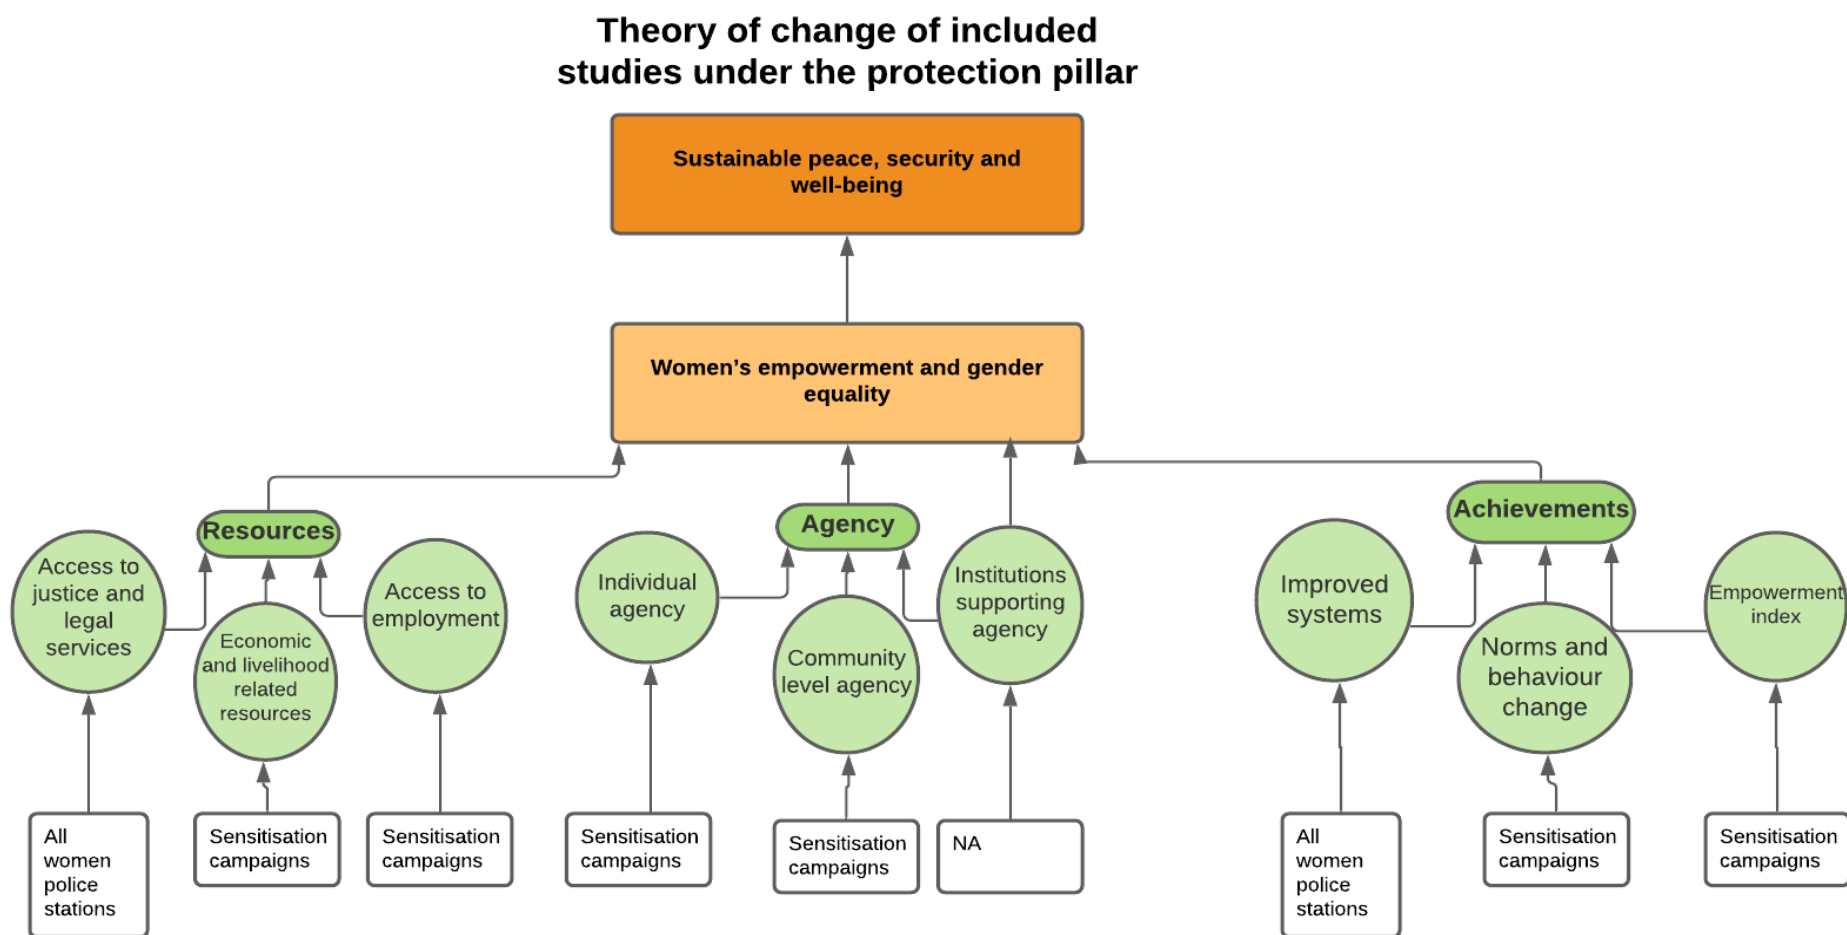 Theory of change of included
studies under the protection pillar
Sustainable peace, security and
well-being
Women’s empowerment and gender
equality
Resources
Agency
Achievements
Access to
justice and
legal
services
Economic
and livelihood
related
resources
Access to
employment
Individual
agency
Community
level agency
Institutions
supporting
agency
Improved
systems
Norms and
behaviour
change
Empowerment
index
All
women
police
stations
Sensitisation
campaigns
Sensitisation
campaigns
Sensitisation
campaigns
Sensitisation
campaigns
NA
All
women
police
stations
Sensitisation
campaigns
Sensitisation
campaigns